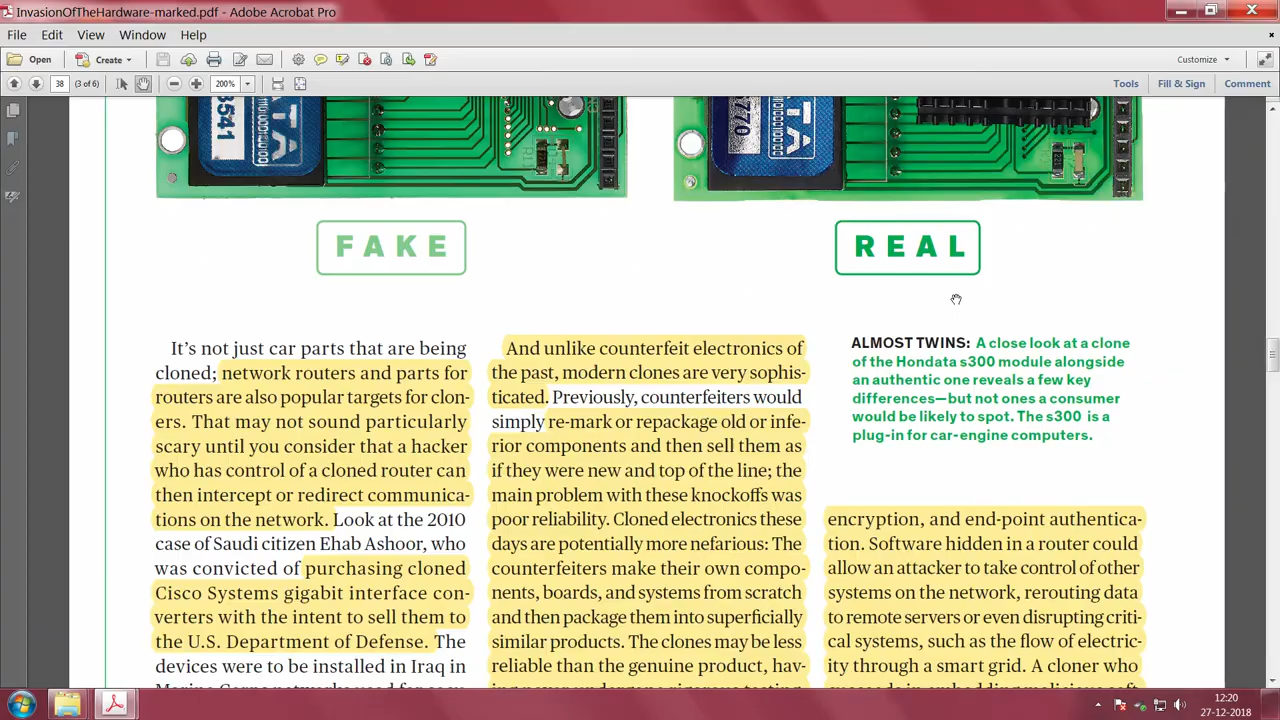 InvasionOfTheHardware-marked.pdf - Adobe Acrobat Pro
File Edit View Window Help
Open Create Customize
38 (3 of 6) 200% Tools Fill & Sign Comment
FAKE
REAL
It's not just car parts that are being
cloned; network routers and parts for
routers are also popular targets for clon-
ers. That may not sound particularly
scary until you consider that a hacker
who has control of a cloned router can
then intercept or redirect communica-
tions on the network. Look at the 2010
case of Saudi citizen Ehab Ashoor, who
was convicted of purchasing cloned
Cisco Systems gigabit interface con-
verters with the intent to sell them to
the U.S. Department of Defense. The
devices were to be installed in Iraq in
And unlike counterfeit electronics of
the past, modern clones are very sophis-
ticated. Previously, counterfeiters would
simply re-mark or repackage old or infe-
rior components and then sell them as
if they were new and top of the line; the
main problem with these knockoffs was
poor reliability. Cloned electronics these
days are potentially more nefarious: The
counterfeiters make their own compo-
nents, boards, and systems from scratch
and then package them into superficially
similar products. The clones may be less
reliable than the genuine product, hav-
ALMOST TWINS: A close look at a clone
of the Hondata s300 module alongside
an authentic one reveals a few key
differences—but not ones a consumer
would be likely to spot. The s300 is a
plug-in for car-engine computers.
encryption, and end-point authentica-
tion. Software hidden in a router could
allow an attacker to take control of other
systems on the network, rerouting data
to remote servers or even disrupting criti-
cal systems, such as the flow of electric-
ity through a smart grid. A cloner who
12:20
27-12-2018